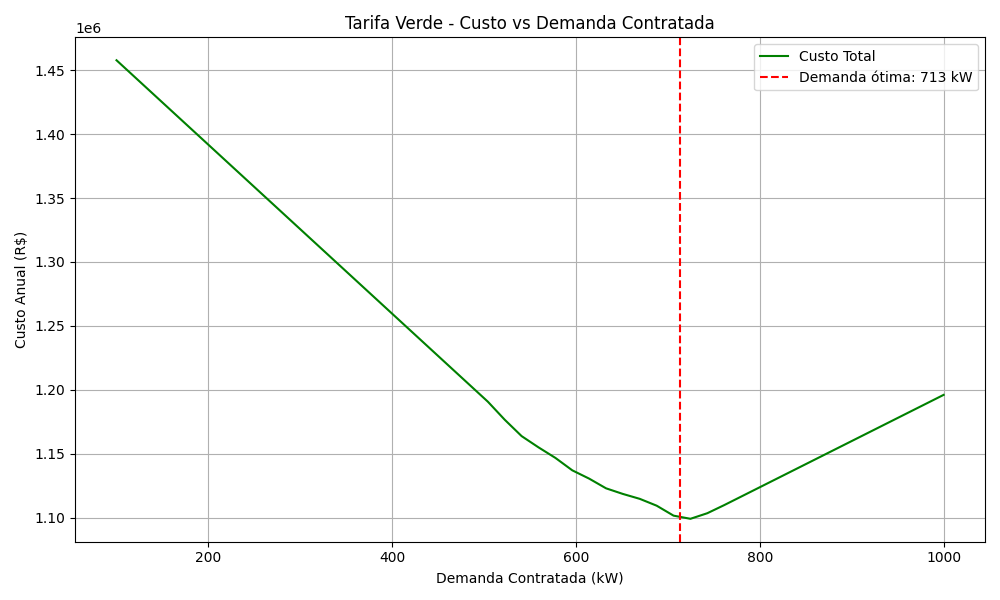 Tarifa Verde - Custo vs Demanda Contratada
1e6
Custo Total
Demanda ótima: 713 kW
1.45
1.40
1.35
1.30
1.25
1.20
1.15
1.10
Custo Anual (R$)
200
400
600
800
1000
Demanda Contratada (kW)